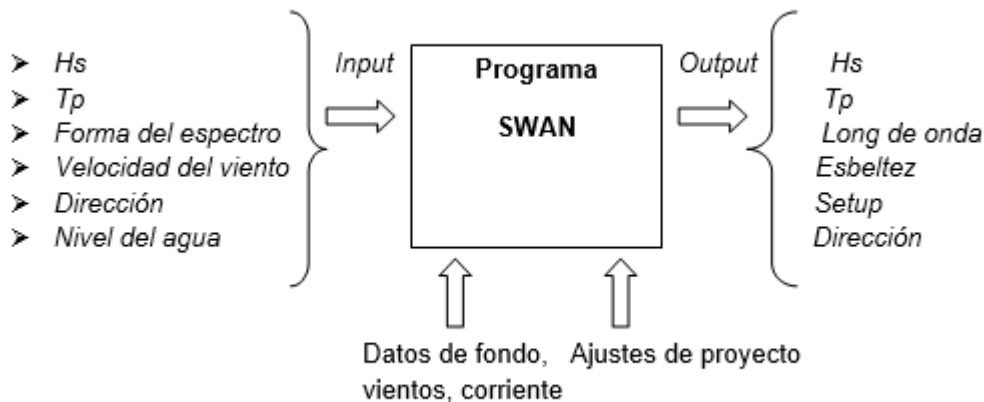 ➤ Hs
➤ Tp
➤ Forma del espectro
➤ Velocidad del viento
➤ Dirección
➤ Nivel del agua
Input
Programa
SWAN
Output
Hs
Tp
Long de onda
Esbeltez
Setup
Dirección
Datos de fondo,
vientos, corriente
Ajustes de proyecto